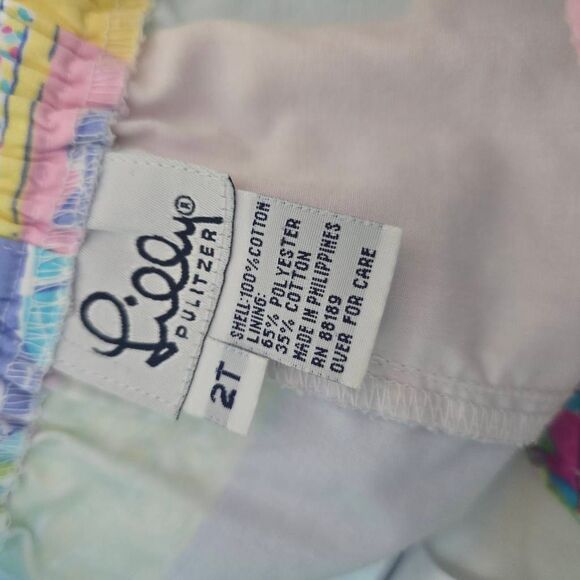 Lilly®
PULITZER
2T
SHELL:100%COTTON
LINING:
65% POLYESTER
35% COTTON
MADE IN PHILIPPINES
RN 88189
OVER FOR CARE